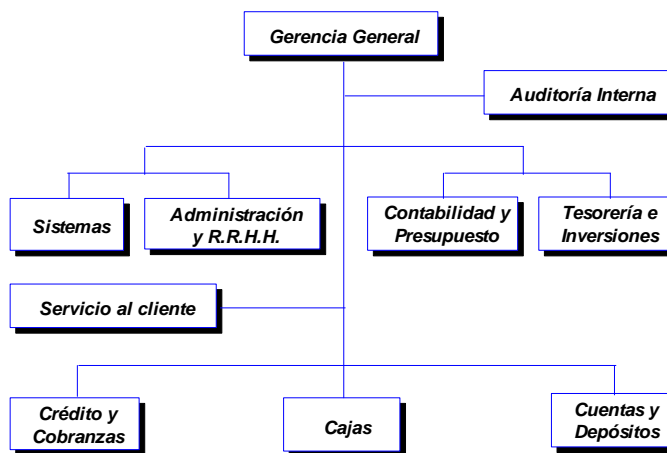 Gerencia General
Auditoría Interna
Sistemas
Administración
y R.R.H.H.
Contabilidad y
Presupuesto
Tesorería e
Inversiones
Servicio al cliente
Crédito y
Cobranzas
Cajas
Cuentas y
Depósitos